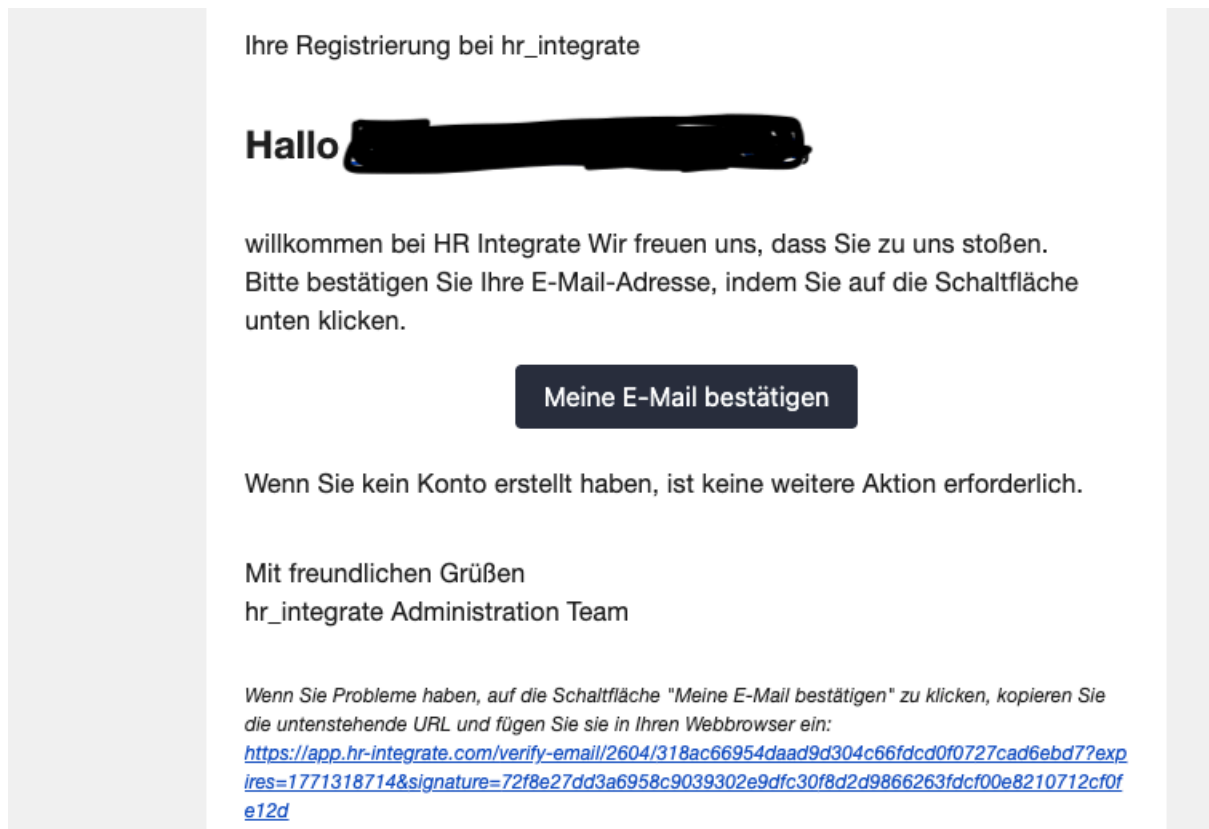 Ihre Registrierung bei hr_integrate
Hallo
willkommen bei HR Integrate Wir freuen uns, dass Sie zu uns stoßen.
Bitte bestätigen Sie Ihre E-Mail-Adresse, indem Sie auf die Schaltfläche
unten klicken.
Meine E-Mail bestätigen
Wenn Sie kein Konto erstellt haben, ist keine weitere Aktion erforderlich.
Mit freundlichen Grüßen
hr_integrate Administration Team
Wenn Sie Probleme haben, auf die Schaltfläche "Meine E-Mail bestätigen" zu klicken, kopieren Sie
die untenstehende URL und fügen Sie sie in Ihren Webbrowser ein:
https://app.hr-integrate.com/verify-email/2604/318ac66954daad9d304c66fdcd0f0727cad6ebd7?exp
ires=1771318714&signature=72f8e27dd3a6958c9039302e9dfc30f8d2d9866263fdcf00e8210712cf0f
e12d